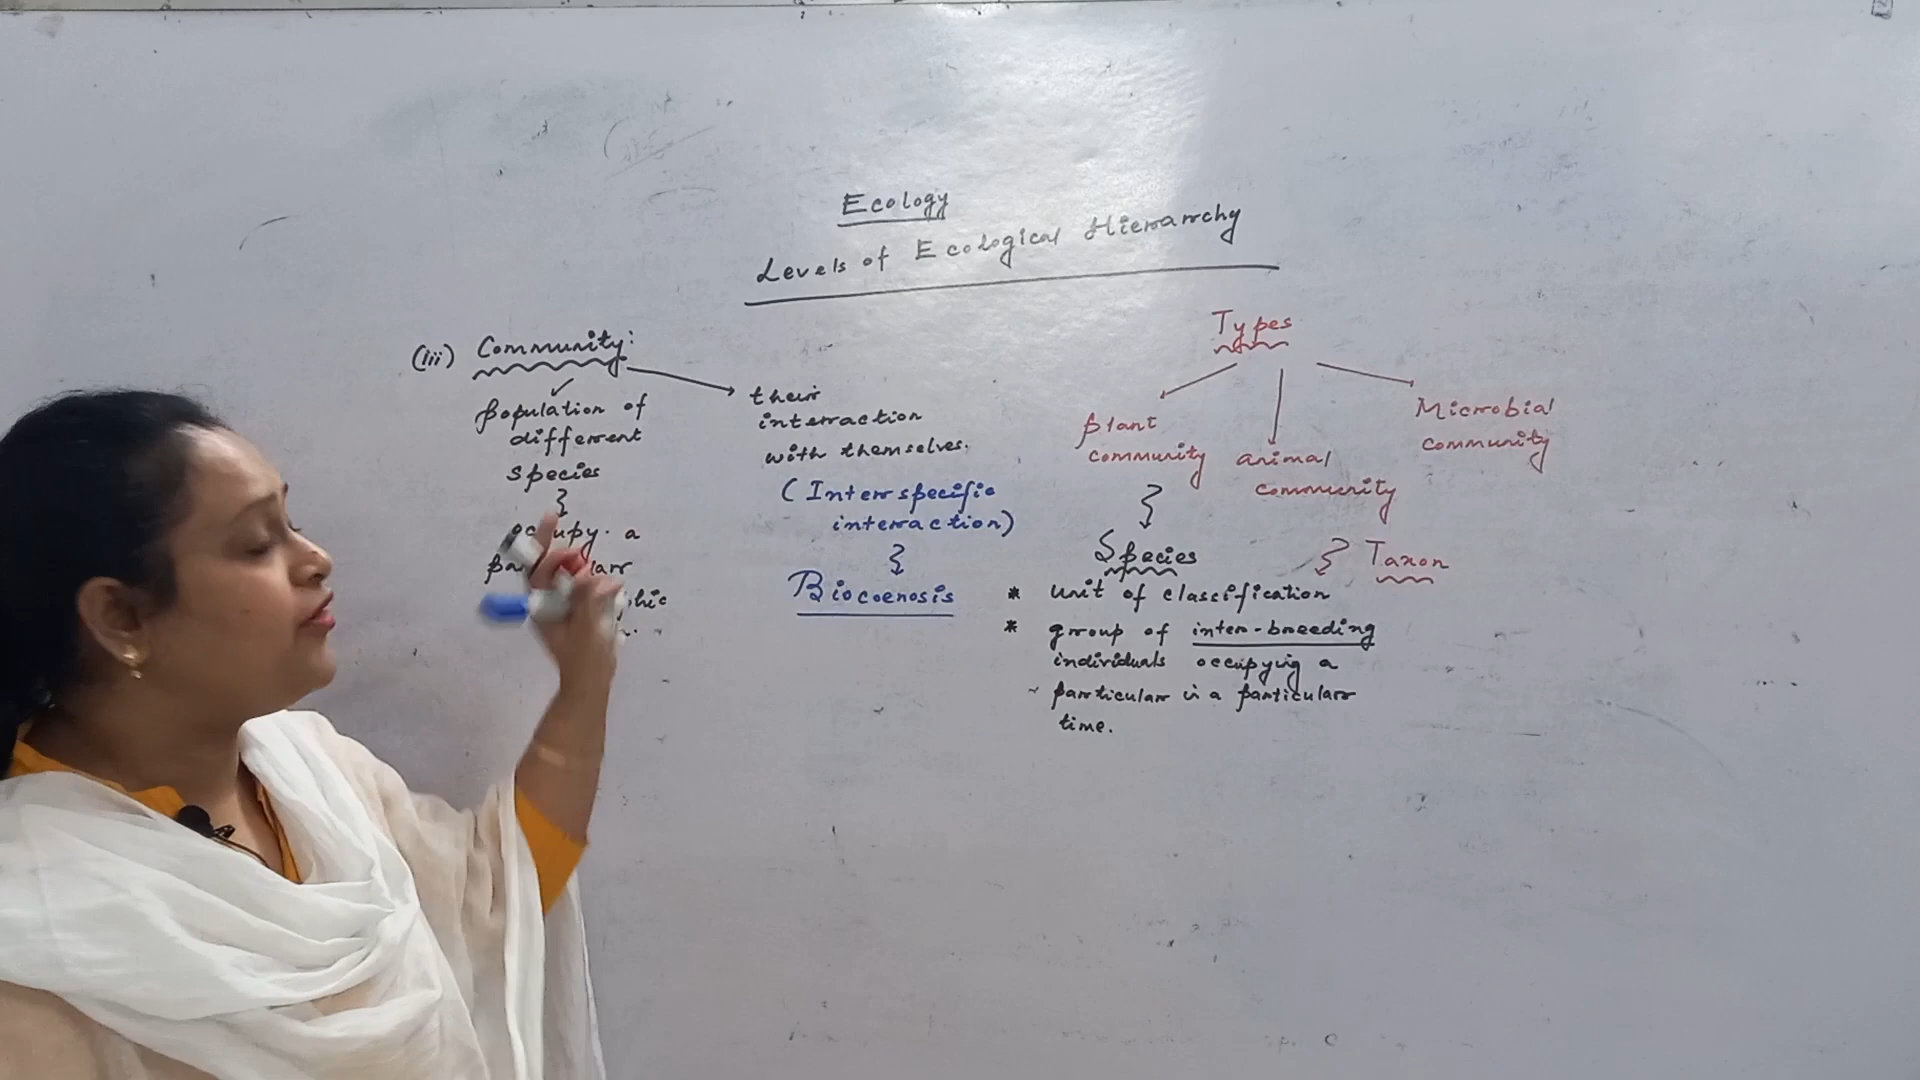 Ecology
Levels of Ecological Hierarchy
(iii) Community:
population of
different
species
occupy a
their
interaction
with themselves.
(Interspecific
interaction)
Biocoenosis
Types
plant
community
animal
community
Microbial
community
Species
Taxon
* unit of classification
* group of inter-breeding
individuals occupying a
particular in a particular
time.